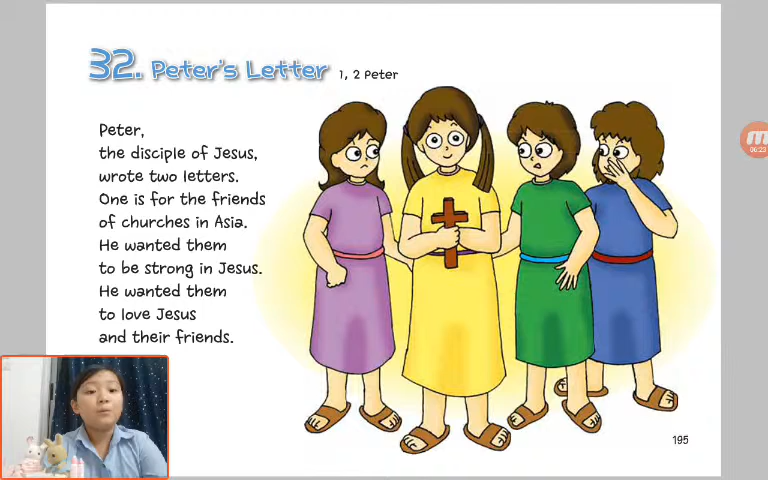 32. Peter's Letter 1, 2 Peter
Peter,
the disciple of Jesus,
wrote two letters.
One is for the friends
of churches in Asia.
He wanted them
to be strong in Jesus.
He wanted them
to love Jesus
and their friends.
195
M
06:23